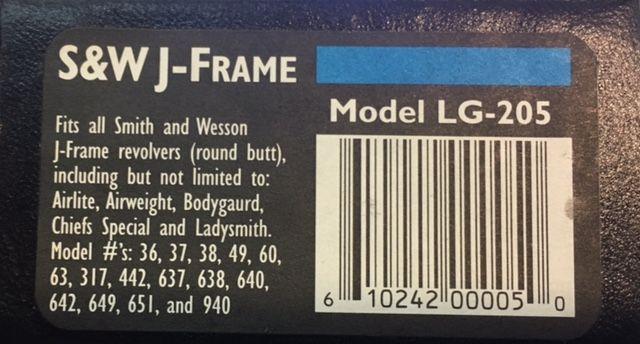 S&W J-FRAME
Fits all Smith and Wesson
J-Frame revolvers (round butt),
including but not limited to:
Airlite, Airweight, Bodygaurd,
Chiefs Special and Ladysmith.
Model #'s: 36, 37, 38, 49, 60,
63, 317, 442, 637, 638, 640,
642, 649, 651, and 940
Model LG-205
6 10242 00005 0